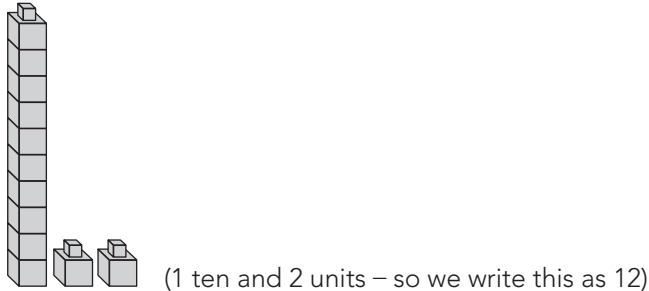 (1 ten and 2 units – so we write this as 12)